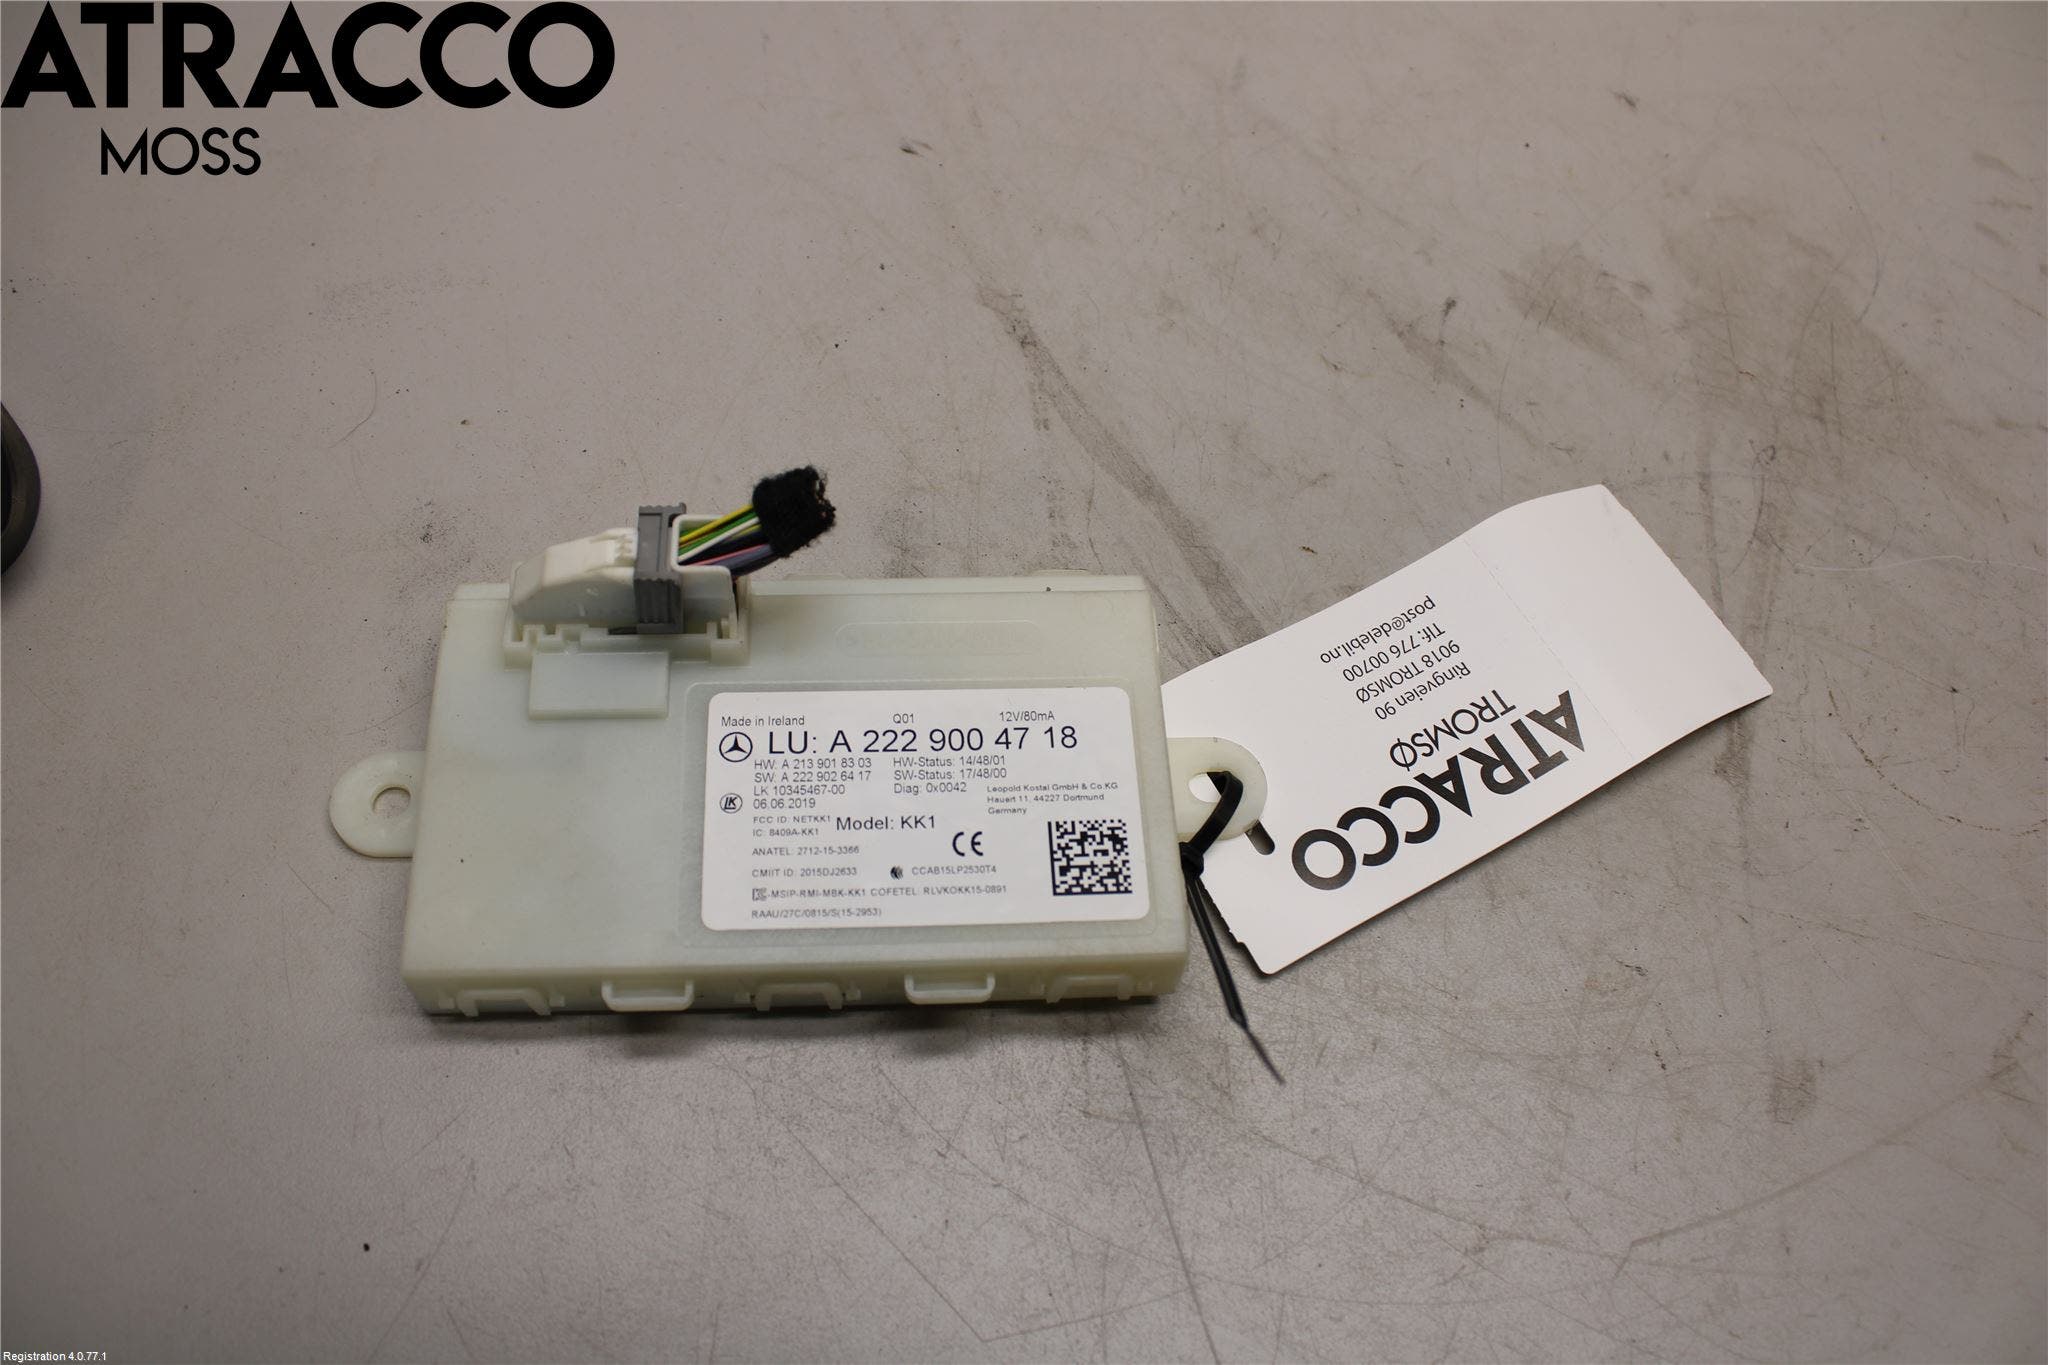 ATRACCO
MOSS
Made in Ireland Q01 12V/80mA
LU: A 222 900 47 18
HW: A 213 901 83 03 HW-Status: 14/48/01
SW: A 222 902 64 17 SW-Status: 17/48/00
LK 10345467-00 Diag: 0x0042
LK 06.06.2019
Leopold Kostal GmbH & Co.KG
Hauert 11, 44227 Dortmund
Germany
FCC ID: NETKK1
IC: 8409A-KK1
Model: KK1
ANATEL: 2712-15-3366 CE
CMIIT ID: 2015DJ2633 CCAB15LP2530T4
-MSIP-RMI-MBK-KK1 COFETEL: RLVKOKK15-0891
RAAU/27C/0815/S(15-2953)
ATRACCO
TROMSØ
Ringveien 90
9018 TROMSØ
Tlf: 776 00700
post@delebil.no
Registration 4.0.77.1